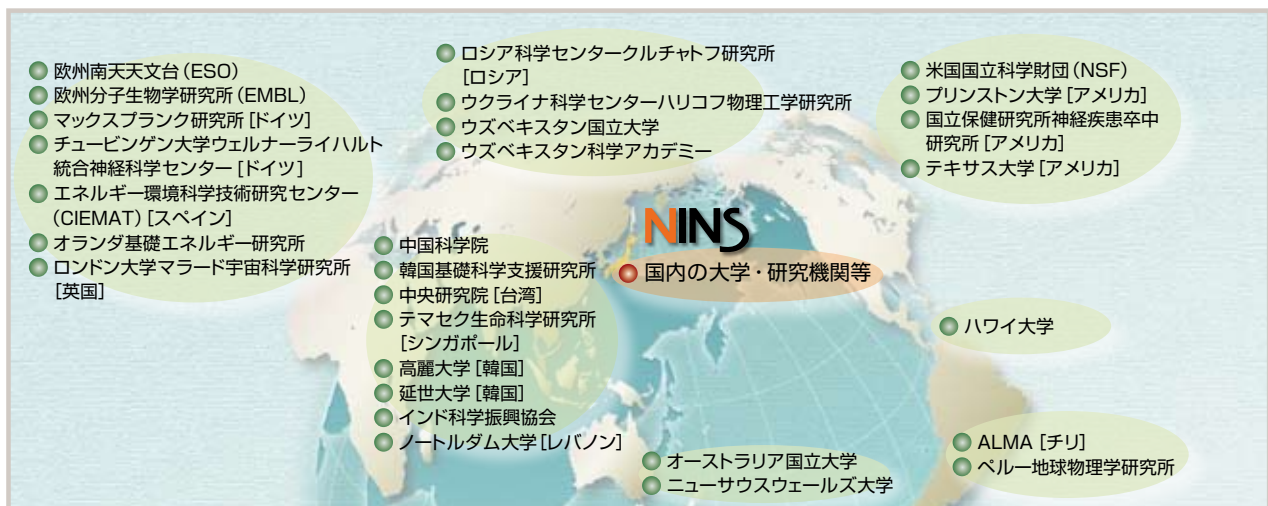 欧州南天天文台(ESO)
欧州分子生物学研究所(EMBL)
マックスプランク研究所[ドイツ]
チュービンゲン大学ウェルナーライハルト
統合神経科学センター[ドイツ]
エネルギー環境科学技術研究センター
(CIEMAT)[スペイン]
オランダ基礎エネルギー研究所
ロンドン大学マラード宇宙科学研究所
[英国]
ロシア科学センタークルチャトフ研究所
[ロシア]
ウクライナ科学センターハリコフ物理工学研究所
ウズベキスタン国立大学
ウズベキスタン科学アカデミー
米国国立科学財団(NSF)
プリンストン大学[アメリカ]
国立保健研究所神経疾患卒中
研究所[アメリカ]
テキサス大学[アメリカ]
NINS
国内の大学・研究機関等
中国科学院
韓国基礎科学支援研究所
中央研究院[台湾]
テマセク生命科学研究所
[シンガポール]
高麗大学[韓国]
延世大学[韓国]
インド科学振興協会
ノートルダム大学[レバノン]
ハワイ大学
ALMA [チリ]
ペルー地球物理学研究所
オーストラリア国立大学
ニューサウスウェールズ大学